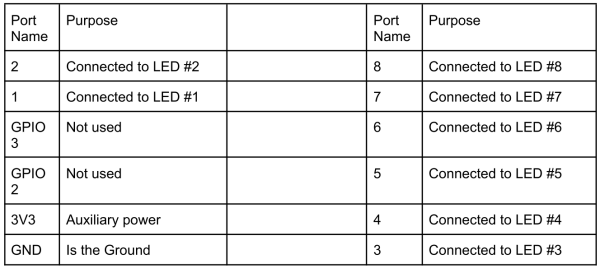 Port Name Purpose Port Name Purpose
2 Connected to LED #2 8 Connected to LED #8
1 Connected to LED #1 7 Connected to LED #7
GPIO 3 Not used 6 Connected to LED #6
GPIO 2 Not used 5 Connected to LED #5
3V3 Auxiliary power 4 Connected to LED #4
GND Is the Ground 3 Connected to LED #3